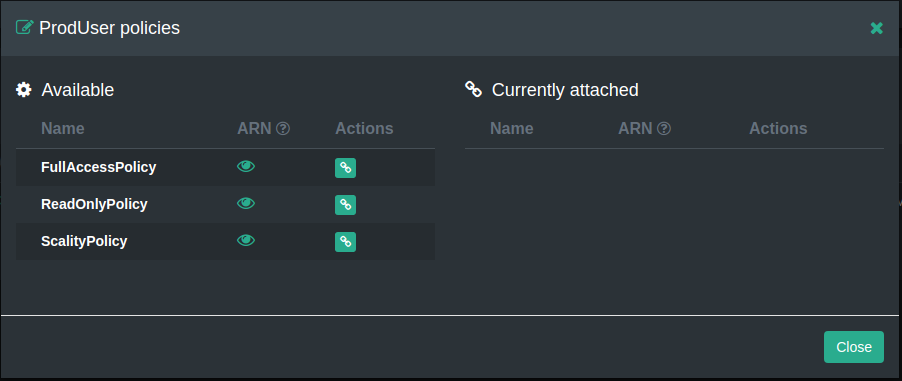 ProdUser policies
Available
Name ARN Actions
FullAccessPolicy
ReadOnlyPolicy
ScalityPolicy
Currently attached
Name ARN Actions
Close